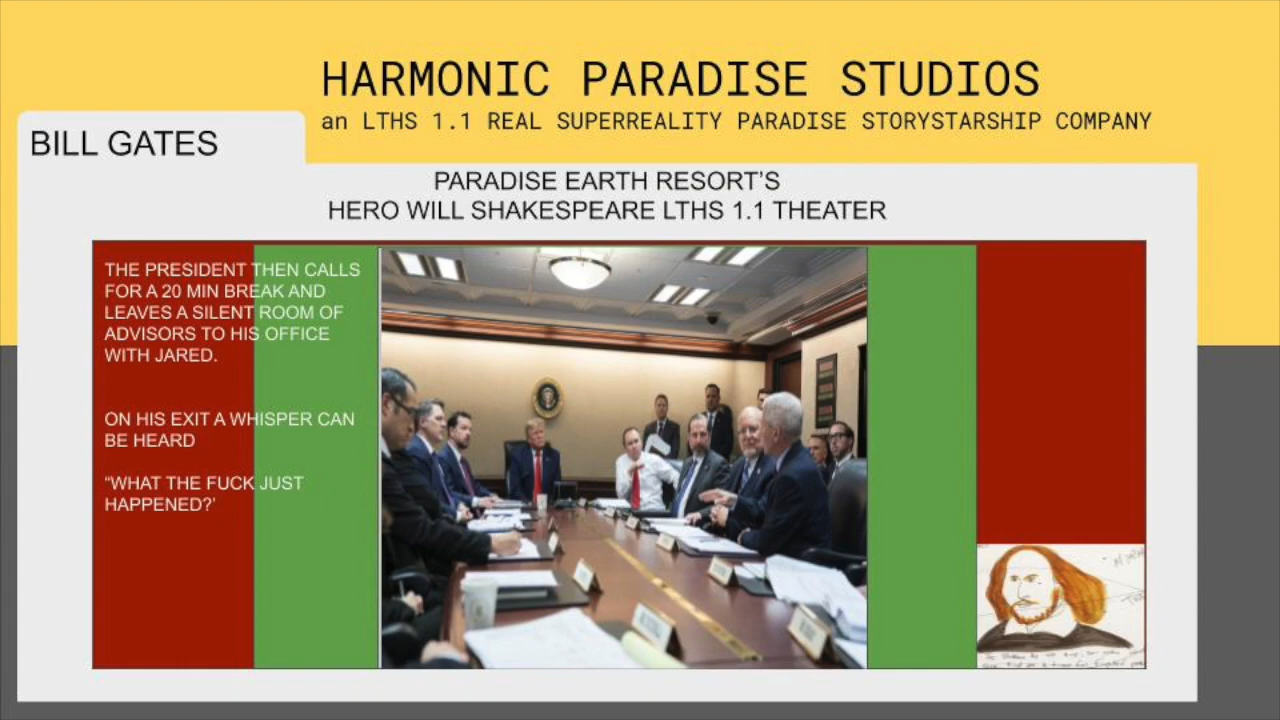 HARMONIC PARADISE STUDIOS
an LTHS 1.1 REAL SUPERREALITY PARADISE STORYSTARSHIP COMPANY
BILL GATES
PARADISE EARTH RESORT'S
HERO WILL SHAKESPEARE LTHS 1.1 THEATER
THE PRESIDENT THEN CALLS
FOR A 20 MIN BREAK AND
LEAVES A SILENT ROOM OF
ADVISORS TO HIS OFFICE
WITH JARED.
ON HIS EXIT A WHISPER CAN
BE HEARD
“WHAT THE FUCK JUST
HAPPENED?’